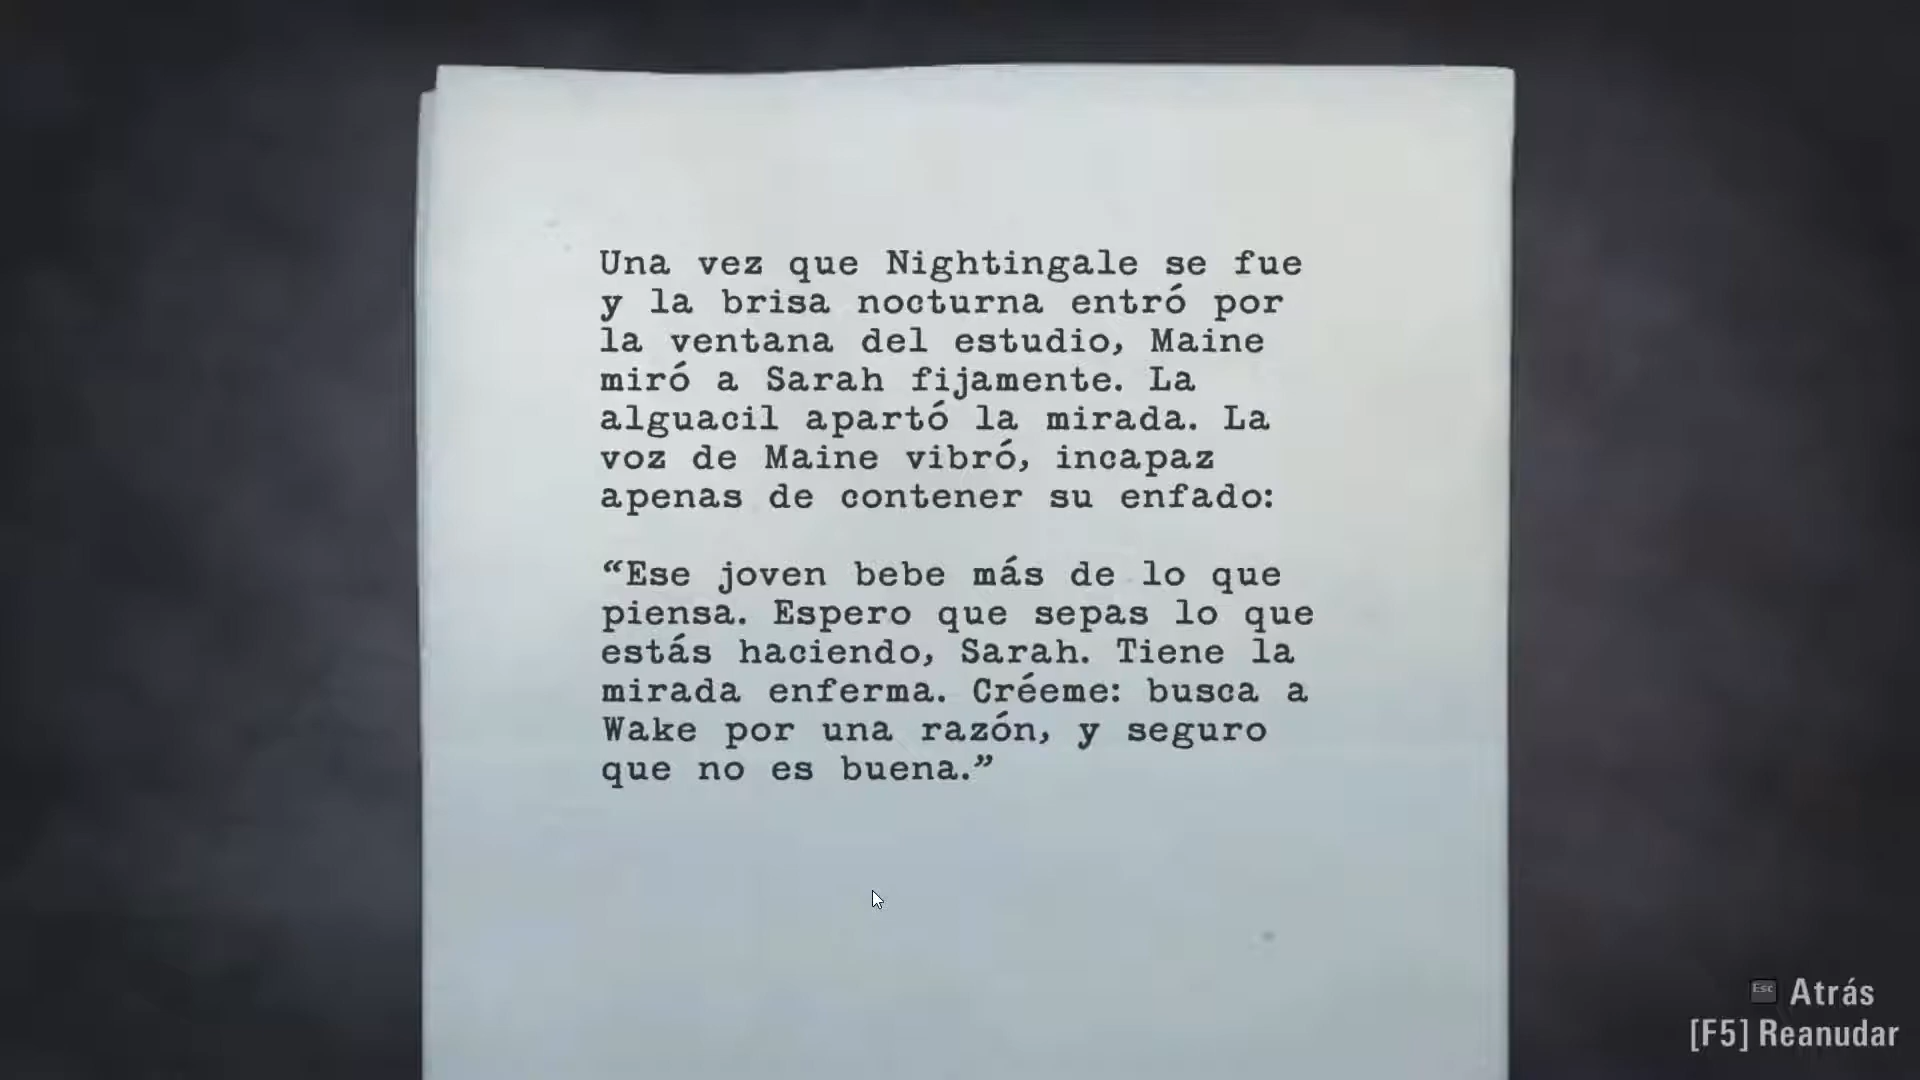 Una vez que Nightingale se fue
y la brisa nocturna entró por
la ventana del estudio, Maine
miró a Sarah fijamente. La
alguacil apartó la mirada. La
voz de Maine vibró, incapaz
apenas de contener su enfado:
“Ese joven bebe más de lo que
piensa. Espero que sepas lo que
estás haciendo, Sarah. Tiene la
mirada enferma. Créeme: busca a
Wake por una razón, y seguro
que no es buena.”
Esc Atrás
[F5] Reanudar